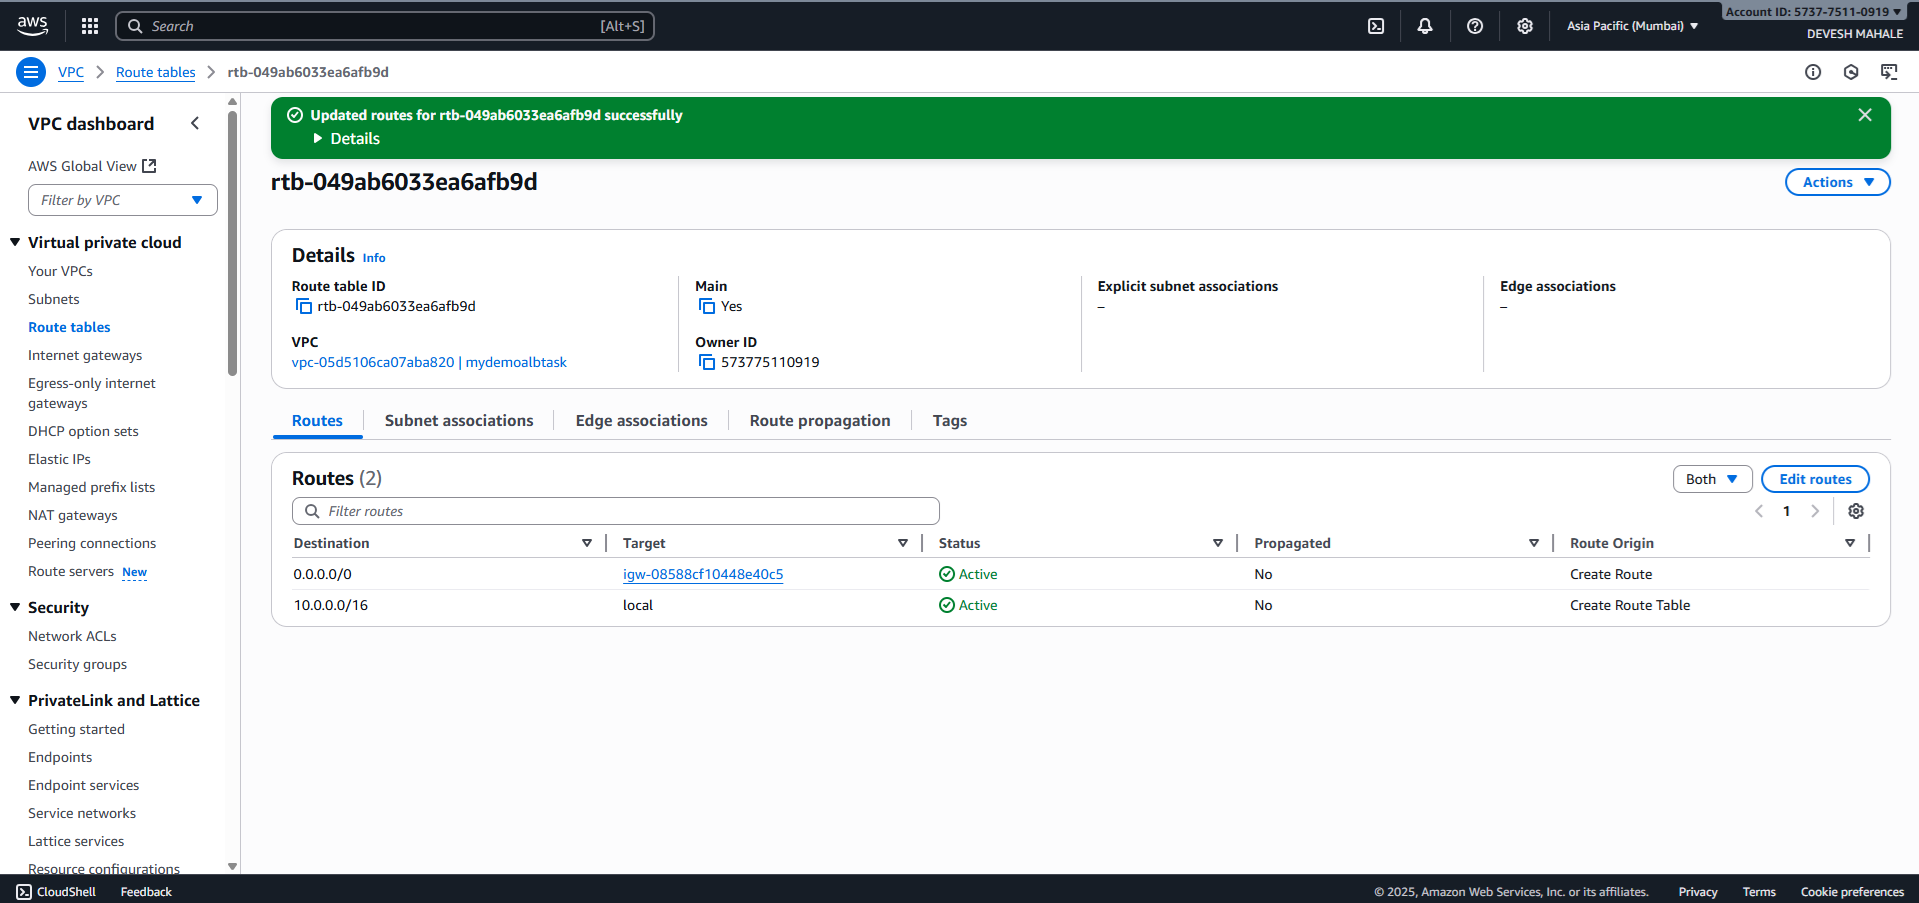 aws
Search [Alt+S]
Asia Pacific (Mumbai)
Account ID: 5737-7511-0919
DEVESH MAHALE
VPC
Route tables
rtb-049ab6033ea6afb9d
VPC dashboard
AWS Global View
Filter by VPC
Virtual private cloud
Your VPCs
Subnets
Route tables
Internet gateways
Egress-only internet
gateways
DHCP option sets
Elastic IPs
Managed prefix lists
NAT gateways
Peering connections
Route servers New
Security
Network ACLs
Security groups
PrivateLink and Lattice
Getting started
Endpoints
Endpoint services
Service networks
Lattice services
Resource configurations
Updated routes for rtb-049ab6033ea6afb9d successfully
Details
rtb-049ab6033ea6afb9d
Actions
Details Info
Route table ID
rtb-049ab6033ea6afb9d
Main
Yes
Explicit subnet associations
–
Edge associations
–
VPC
vpc-05d5106ca07aba820 | mydemoalbtask
Owner ID
573775110919
Routes
Subnet associations
Edge associations
Route propagation
Tags
Routes (2)
Both
Edit routes
Filter routes
1
Destination Target Status Propagated Route Origin
0.0.0.0/0 igw-08588cf10448e40c5 Active No Create Route
10.0.0.0/16 local Active No Create Route Table
CloudShell Feedback © 2025, Amazon Web Services, Inc. or its affiliates. Privacy Terms Cookie preferences